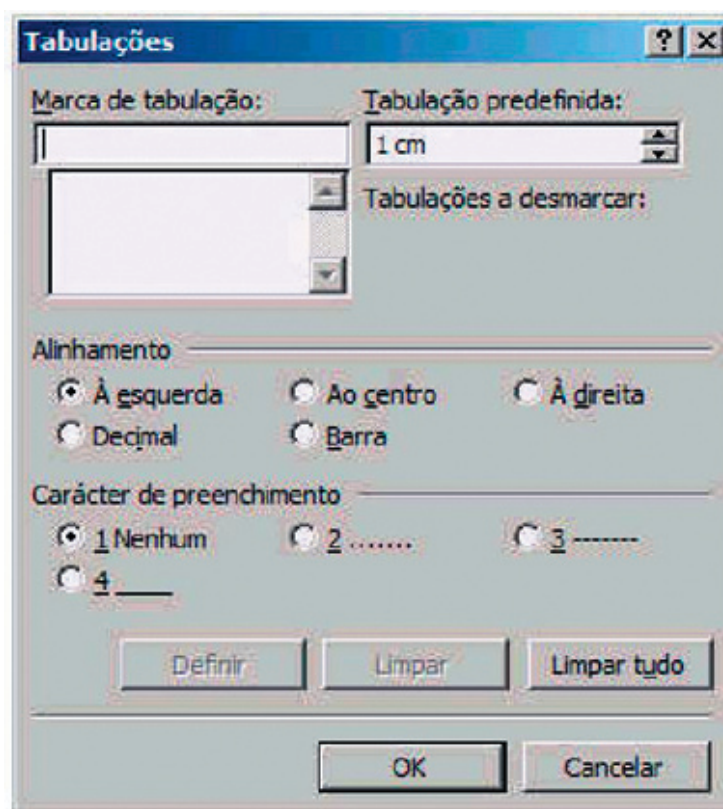 Tabulações
Marca de tabulação: Tabulação predefinida:
1 cm
Tabulações a desmarcar:
Alinhamento
À esquerda Ao centro À direita
Decimal Barra
Carácter de preenchimento
1 Nenhum 2 ....... 3 -------
4 ____
Definir Limpar Limpar tudo
OK Cancelar